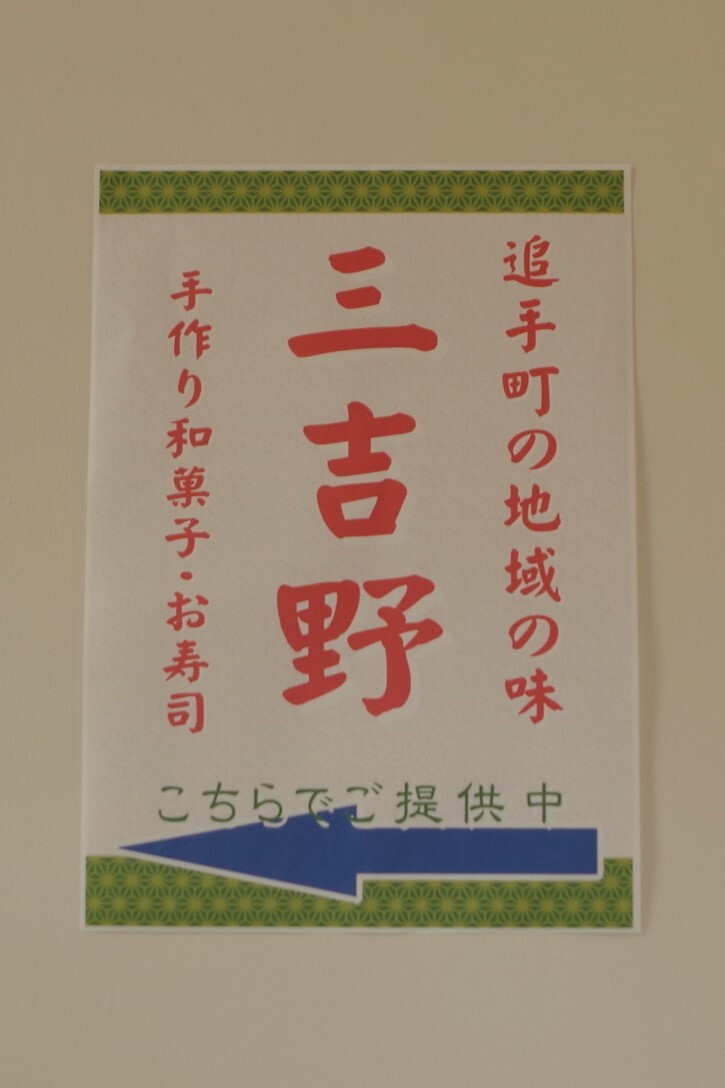 追手町の地域の味
三吉野
手作り和菓子・お寿司
こちらでご提供中